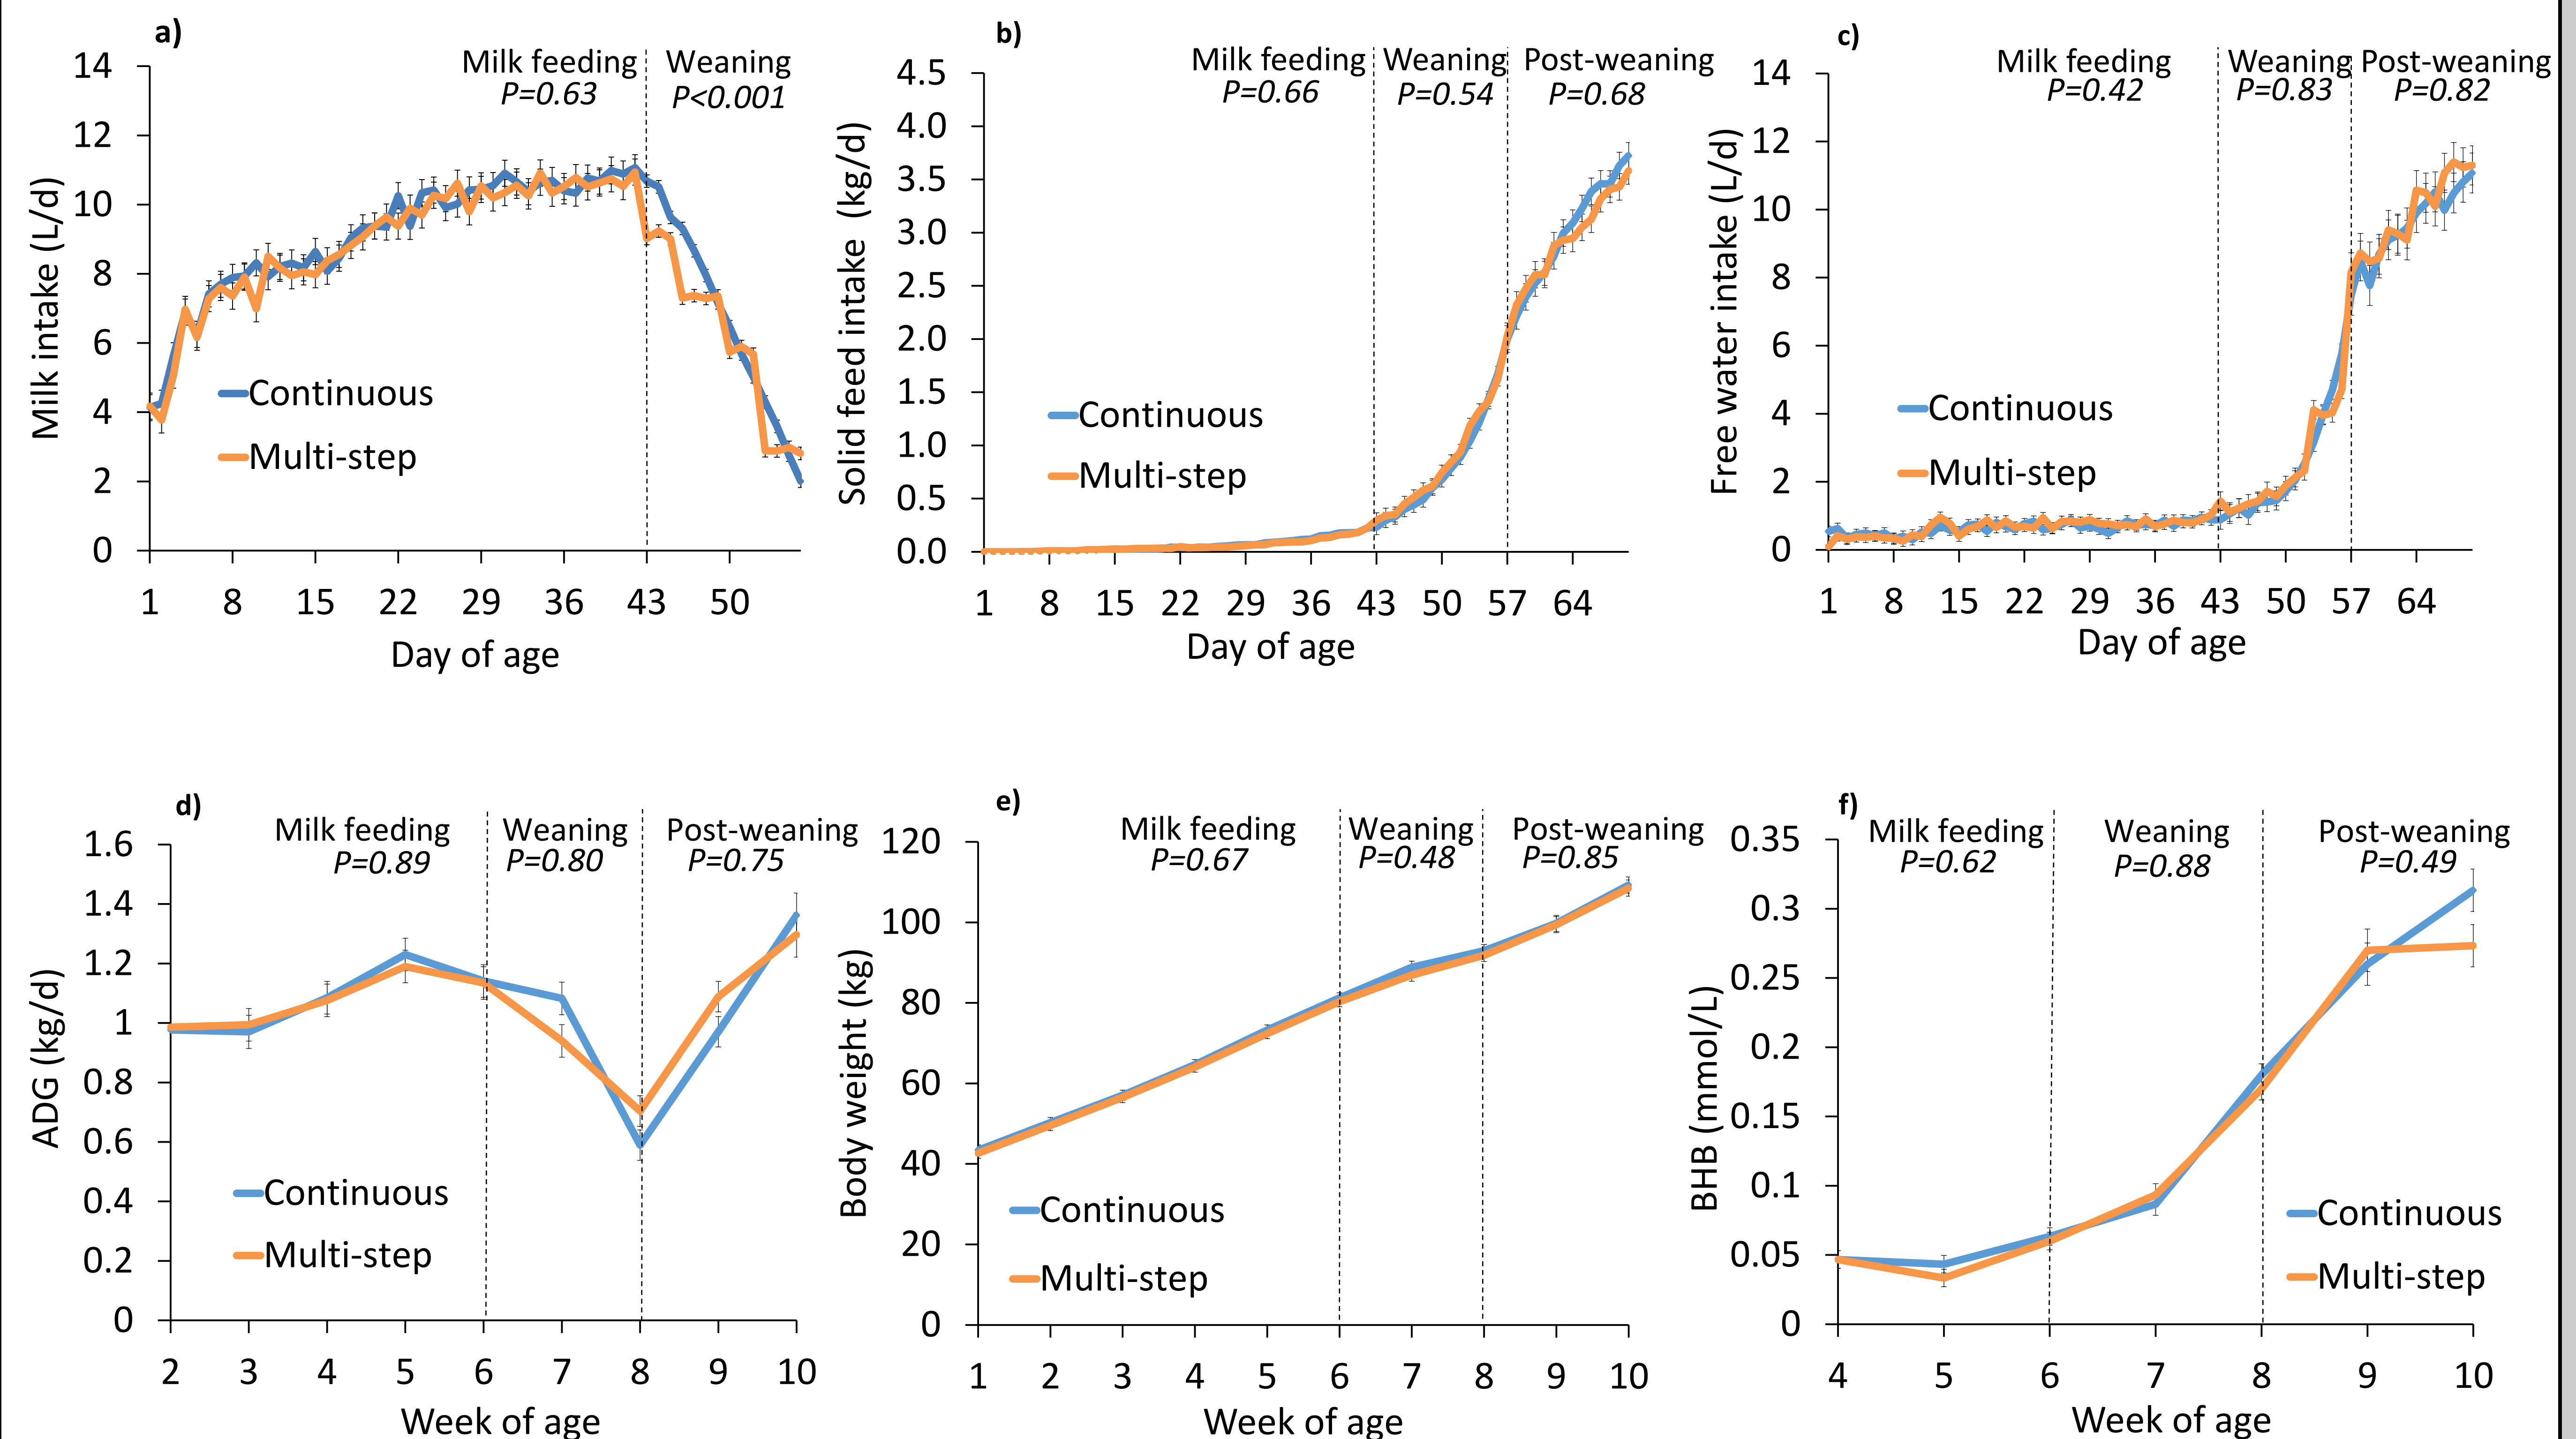 a)
Milk feeding
P=0.63
Weaning
P<0.001
14
12
10
8
6
4
2
0
Milk intake (L/d)
Continuous
Multi-step
1 8 15 22 29 36 43 50
Day of age
b)
Milk feeding
P=0.66
Weaning
P=0.54
Post-weaning
P=0.68
4.5
4.0
3.5
3.0
2.5
2.0
1.5
1.0
0.5
0.0
Solid feed intake (kg/d)
Continuous
Multi-step
1 8 15 22 29 36 43 50 57 64
Day of age
c)
Milk feeding
P=0.42
Weaning
P=0.83
Post-weaning
P=0.82
14
12
10
8
6
4
2
0
Free water intake (L/d)
Continuous
Multi-step
1 8 15 22 29 36 43 50 57 64
Day of age
d)
Milk feeding
P=0.89
Weaning
P=0.80
Post-weaning
P=0.75
1.6
1.4
1.2
1
0.8
0.6
0.4
0.2
0
ADG (kg/d)
Continuous
Multi-step
2 3 4 5 6 7 8 9 10
Week of age
e)
Milk feeding
P=0.67
Weaning
P=0.48
Post-weaning
P=0.85
120
100
80
60
40
20
0
Body weight (kg)
Continuous
Multi-step
1 2 3 4 5 6 7 8 9 10
Week of age
f)
Milk feeding
P=0.62
Weaning
P=0.88
Post-weaning
P=0.49
0.35
0.3
0.25
0.2
0.15
0.1
0.05
0
BHB (mmol/L)
Continuous
Multi-step
4 5 6 7 8 9 10
Week of age